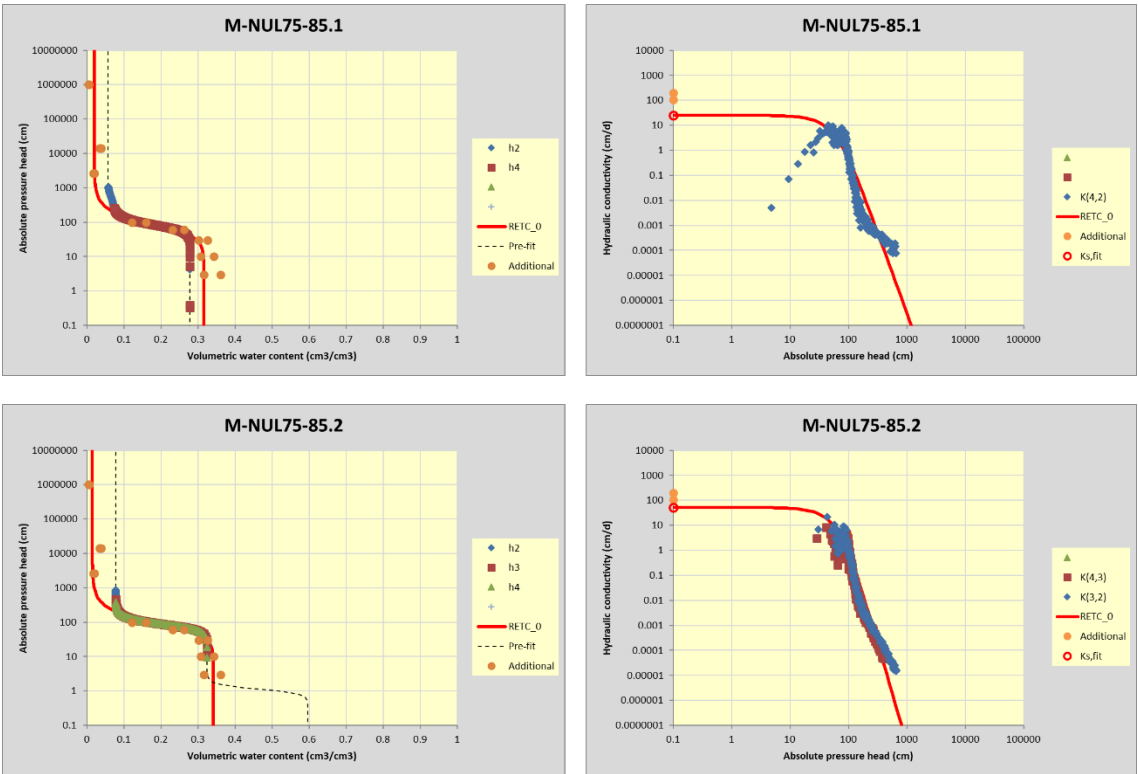 M-NUL75-85.1
Absolute pressure head (cm)
10000000
1000000
100000
10000
1000
100
10
1
0.1
0 0.1 0.2 0.3 0.4 0.5 0.6 0.7 0.8 0.9 1
Volumetric water content (cm3/cm3)
h2
h4
RETC_0
Pre-fit
Additional
M-NUL75-85.1
Hydraulic conductivity (cm/d)
10000
1000
100
10
1
0.1
0.01
0.001
0.0001
0.00001
0.000001
0.0000001
0.1 1 10 100 1000 10000 100000
Absolute pressure head (cm)
K(4,2)
RETC_0
Additional
Ks,fit
M-NUL75-85.2
Absolute pressure head (cm)
10000000
1000000
100000
10000
1000
100
10
1
0.1
0 0.1 0.2 0.3 0.4 0.5 0.6 0.7 0.8 0.9 1
Volumetric water content (cm3/cm3)
h2
h3
h4
RETC_0
Pre-fit
Additional
M-NUL75-85.2
Hydraulic conductivity (cm/d)
10000
1000
100
10
1
0.1
0.01
0.001
0.0001
0.00001
0.000001
0.0000001
0.1 1 10 100 1000 10000 100000
Absolute pressure head (cm)
K(4,3)
K(3,2)
RETC_0
Additional
Ks,fit